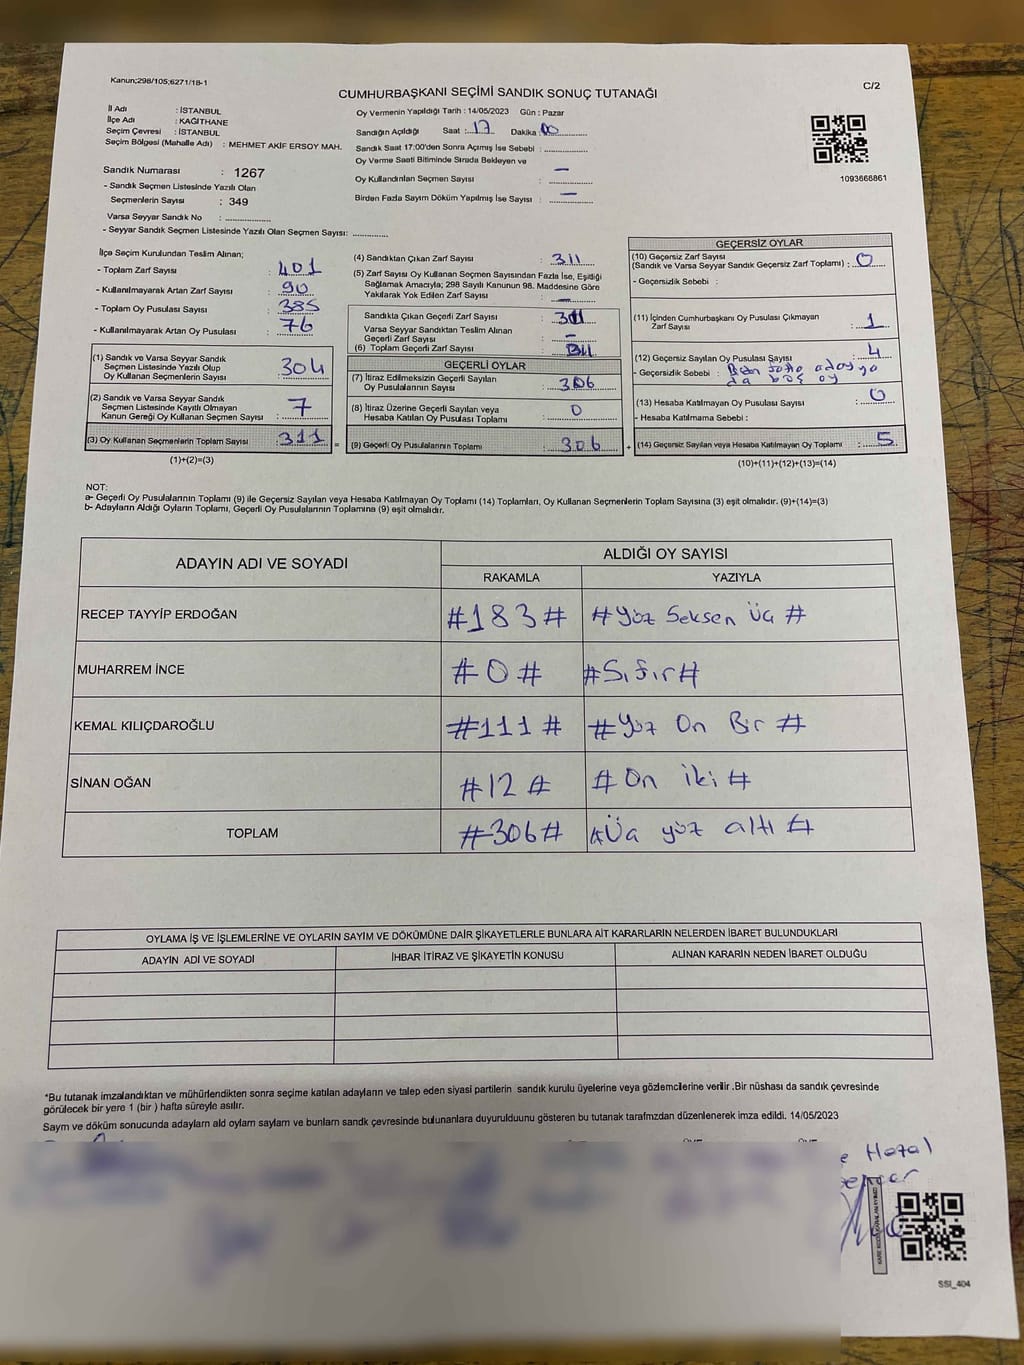 Kanun;298/105;6271/18-1
C/2
CUMHURBAŞKANI SEÇİMİ SANDIK SONUÇ TUTANAĞI
İl Adı : İSTANBUL
İlçe Adı : KAĞITHANE
Seçim Çevresi : İSTANBUL
Seçim Bölgesi (Mahalle Adı) : MEHMET AKİF ERSOY MAH.
Oy Vermenin Yapıldığı Tarih : 14/05/2023 Gün : Pazar
Sandığın Açıldığı Saat : 17 Dakika : 00
Sandık Saat 17:00'den Sonra Açımış İse Sebebi :
Oy Verme Saati Bitiminde Sırada Bekleyen ve
Oy Kullandırılan Seçmen Sayısı : —
Birden Fazla Sayım Döküm Yapılmış İse Sayısı : —
1093666861
Sandık Numarası : 1267
- Sandık Seçmen Listesinde Yazılı Olan
Seçmenlerin Sayısı : 349
Varsa Seyyar Sandık No :
- Seyyar Sandık Seçmen Listesinde Yazılı Olan Seçmen Sayısı:
İlçe Seçim Kurulundan Teslim Alınan;
- Toplam Zarf Sayısı : 401
- Kullanılmayarak Artan Zarf Sayısı : 90
- Toplam Oy Pusulası Sayısı : 385
- Kullanılmayarak Artan Oy Pusulası : 76
(1) Sandık ve Varsa Seyyar Sandık
Seçmen Listesinde Yazılı Olup
Oy Kullanan Seçmenlerin Sayısı : 304
(2) Sandık ve Varsa Seyyar Sandık
Seçmen Listesinde Kayıtlı Olmayan
Kanun Gereği Oy Kullanan Seçmen Sayısı : 7
(3) Oy Kullanan Seçmenlerin Toplam Sayısı : 311 =
(1)+(2)=(3)
(4) Sandıktan Çıkan Zarf Sayısı : 311
(5) Zarf Sayısı Oy Kullanan Seçmen Sayısından Fazla İse, Eşitliği
Sağlamak Amacıyla; 298 Sayılı Kanunun 98. Maddesine Göre
Yakılarak Yok Edilen Zarf Sayısı : —
Sandıkta Çıkan Geçerli Zarf Sayısı : 311
Varsa Seyyar Sandıktan Teslim Alınan
Geçerli Zarf Sayısı : —
(6) Toplam Geçerli Zarf Sayısı : 311
GEÇERLİ OYLAR
(7) İtiraz Edilmeksizin Geçerli Sayılan
Oy Pusulalarının Sayısı : 306
(8) İtiraz Üzerine Geçerli Sayılan veya
Hesaba Katılan Oy Pusulası Toplamı : 0
(9) Geçerli Oy Pusulalarının Toplamı : 306 +
GEÇERSİZ OYLAR
(10) Geçersiz Zarf Sayısı
(Sandık ve Varsa Seyyar Sandık Geçersiz Zarf Toplamı) : 0
- Geçersizlik Sebebi :
(11) İçinden Cumhurbaşkanı Oy Pusulası Çıkmayan
Zarf Sayısı : 1
(12) Geçersiz Sayılan Oy Pusulası Sayısı : 4
- Geçersizlik Sebebi : adaya
da boş oy
(13) Hesaba Katılmayan Oy Pusulası Sayısı : 0
- Hesaba Katılmama Sebebi :
(14) Geçersiz Sayılan veya Hesaba Katılmayan Oy Toplamı : 5
(10)+(11)+(12)+(13)=(14)
NOT:
a- Geçerli Oy Pusulalarının Toplamı (9) ile Geçersiz Sayılan veya Hesaba Katılmayan Oy Toplamı (14) Toplamları, Oy Kullanan Seçmenlerin Toplam Sayısına (3) eşit olmalıdır. (9)+(14)=(3)
b- Adayların Aldığı Oyların Toplamı, Geçerli Oy Pusulalarının Toplamına (9) eşit olmalıdır.
ADAYIN ADI VE SOYADI
ALDIĞI OY SAYISI
RAKAMLA YAZIYLA
RECEP TAYYİP ERDOĞAN #183# #Yüz Seksen Üç #
MUHARREM İNCE #0# #Sıfır#
KEMAL KILIÇDAROĞLU #111# #Yüz On Bir #
SİNAN OĞAN #12# #On iki#
TOPLAM #306# #Üç yüz altı #
OYLAMA İŞ VE İŞLEMLERİNE VE OYLARIN SAYIM VE DÖKÜMÜNE DAİR ŞİKAYETLERLE BUNLARA AİT KARARLARIN NELERDEN İBARET BULUNDUKLARI
ADAYIN ADI VE SOYADI İHBAR İTİRAZ VE ŞİKAYETİN KONUSU ALINAN KARARIN NEDEN İBARET OLDUĞU
*Bu tutanak imzalandıktan ve mühürlendikten sonra seçime katılan adayların ve talep eden siyasi partilerin sandık kurulu üyelerine veya gözlemcilerine verilir .Bir nüshası da sandık çevresinde
görülecek bir yere 1 (bir ) hafta süreyle asılır.
Sayım ve döküm sonucunda adayların ald oylam saylam ve bunlam sandk çevresinde bulunanlara duyurulduunu gösteren bu tutanak tarafmzdan düzenlenerek imza edildi. 14/05/2023
Hazal
SSI_404